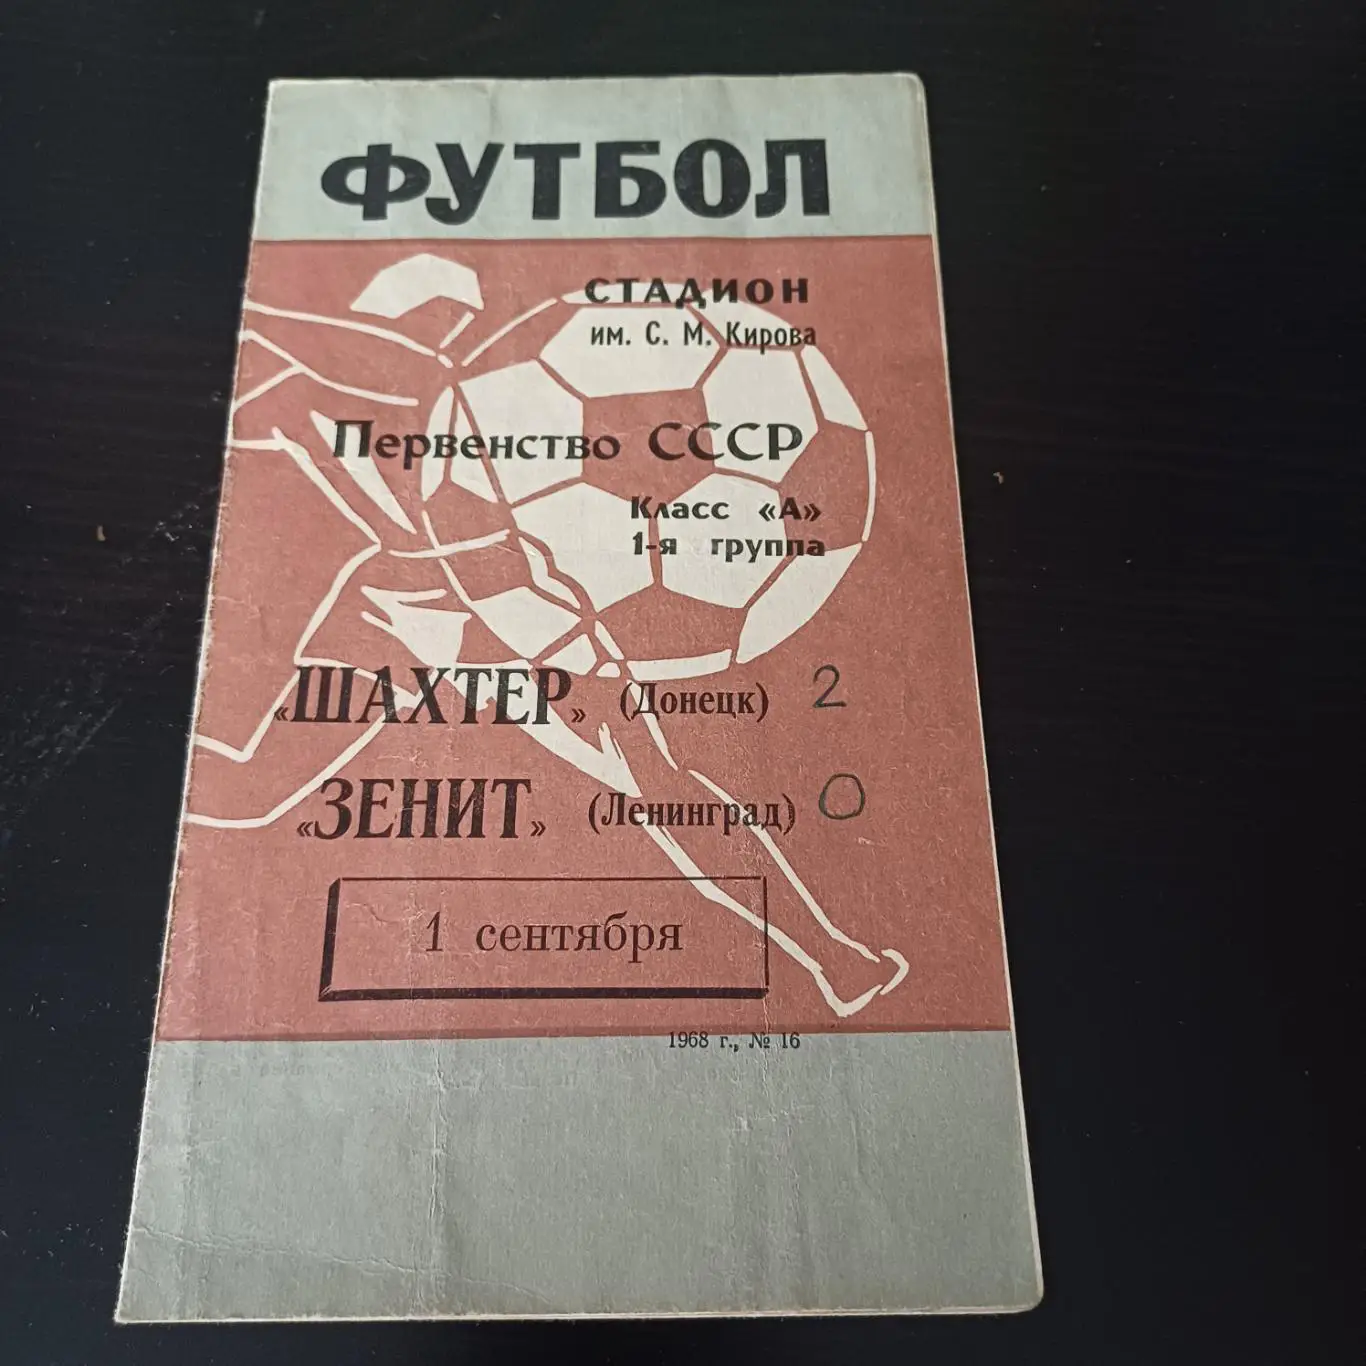 ФУТБОЛ
СТАДИОН
им. С. М. Кирова
Первенство СССР
Класс «А»
1-я группа
«ШАХТЕР» (Донецк) 2
«ЗЕНИТ» (Ленинград) 0
1 сентября
1968 г., № 16